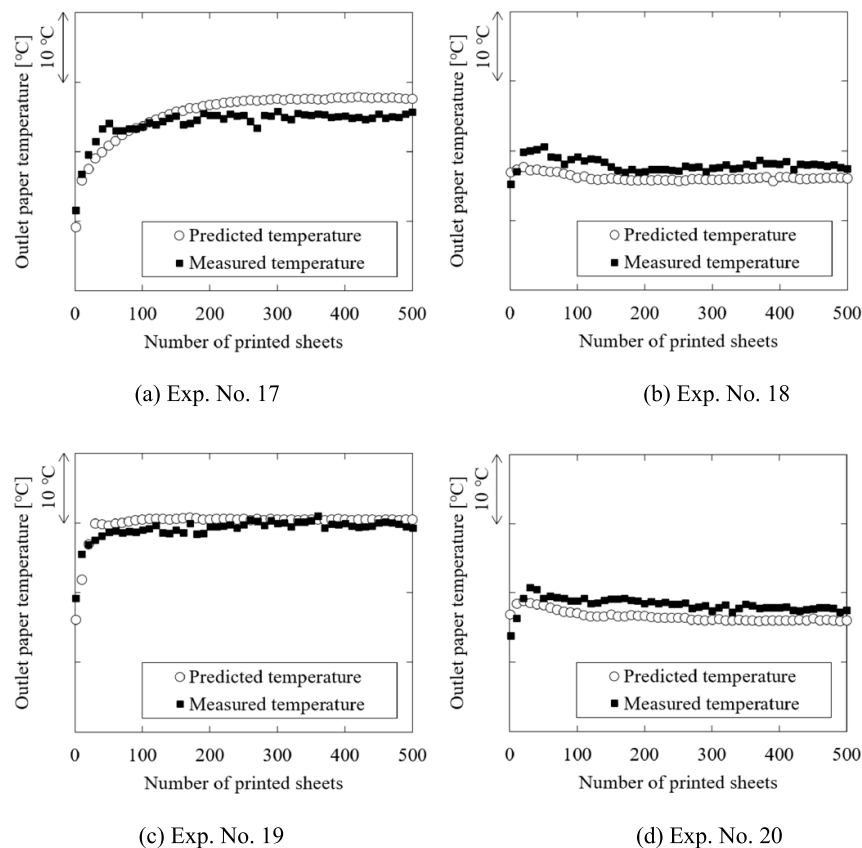 Outlet paper temperature [°C]
10 °C
Predicted temperature
Measured temperature
0 100 200 300 400 500
Number of printed sheets
(a) Exp. No. 17
Outlet paper temperature [°C]
10 °C
Predicted temperature
Measured temperature
0 100 200 300 400 500
Number of printed sheets
(b) Exp. No. 18
Outlet paper temperature [°C]
10 °C
Predicted temperature
Measured temperature
0 100 200 300 400 500
Number of printed sheets
(c) Exp. No. 19
Outlet paper temperature [°C]
10 °C
Predicted temperature
Measured temperature
0 100 200 300 400 500
Number of printed sheets
(d) Exp. No. 20